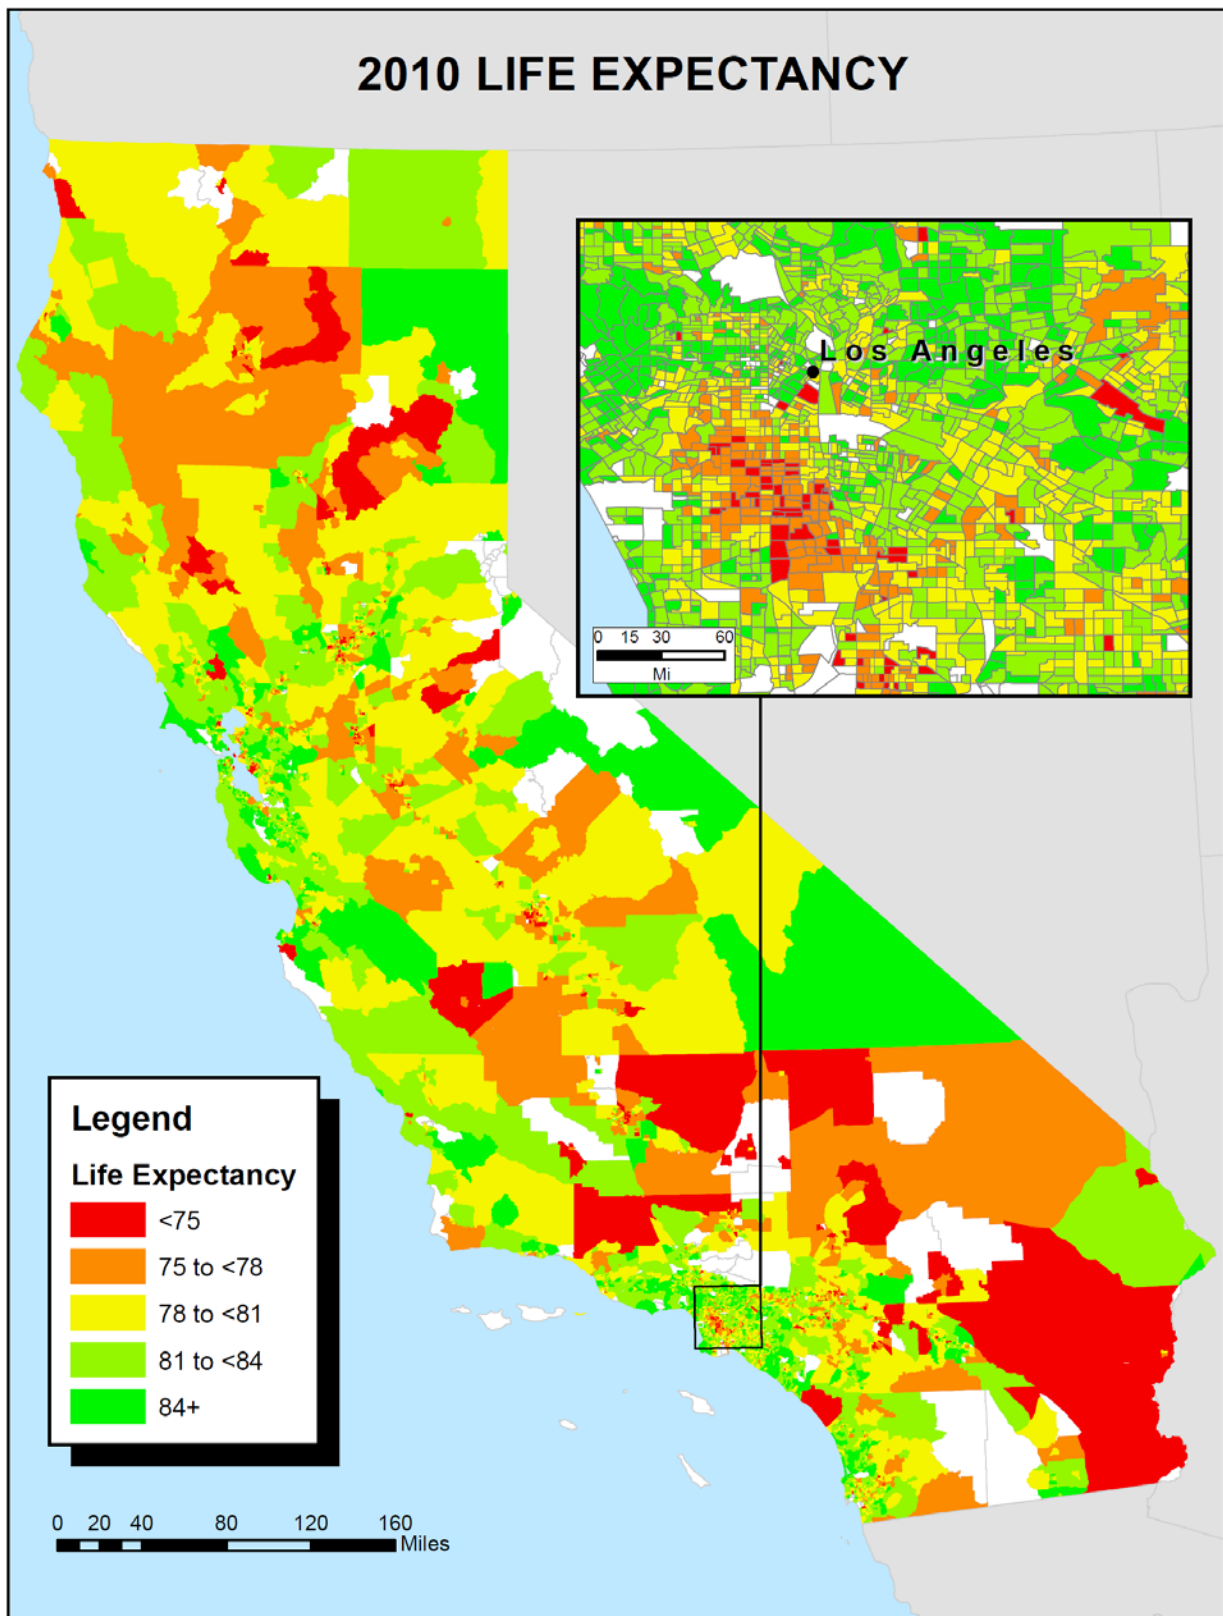 2010 LIFE EXPECTANCY
Los Angeles
0 15 30 60
Mi
Legend
Life Expectancy
<75
75 to <78
78 to <81
81 to <84
84+
0 20 40 80 120 160
Miles